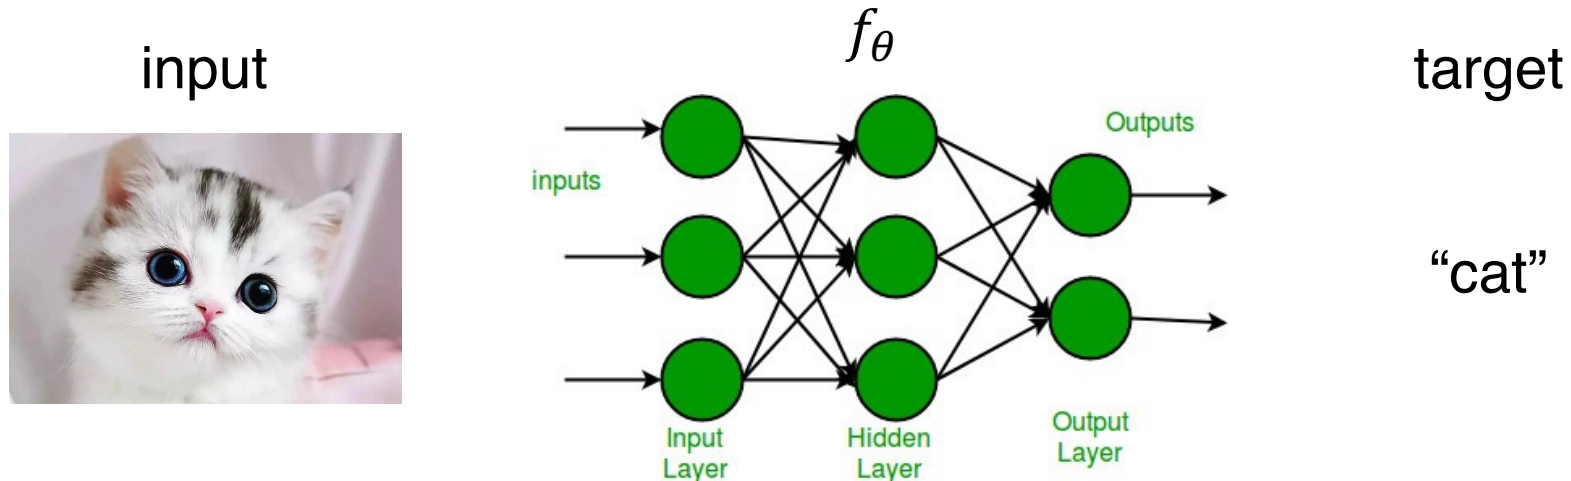 input
f_θ
target
inputs
Outputs
“cat”
Input
Layer
Hidden
Layer
Output
Layer